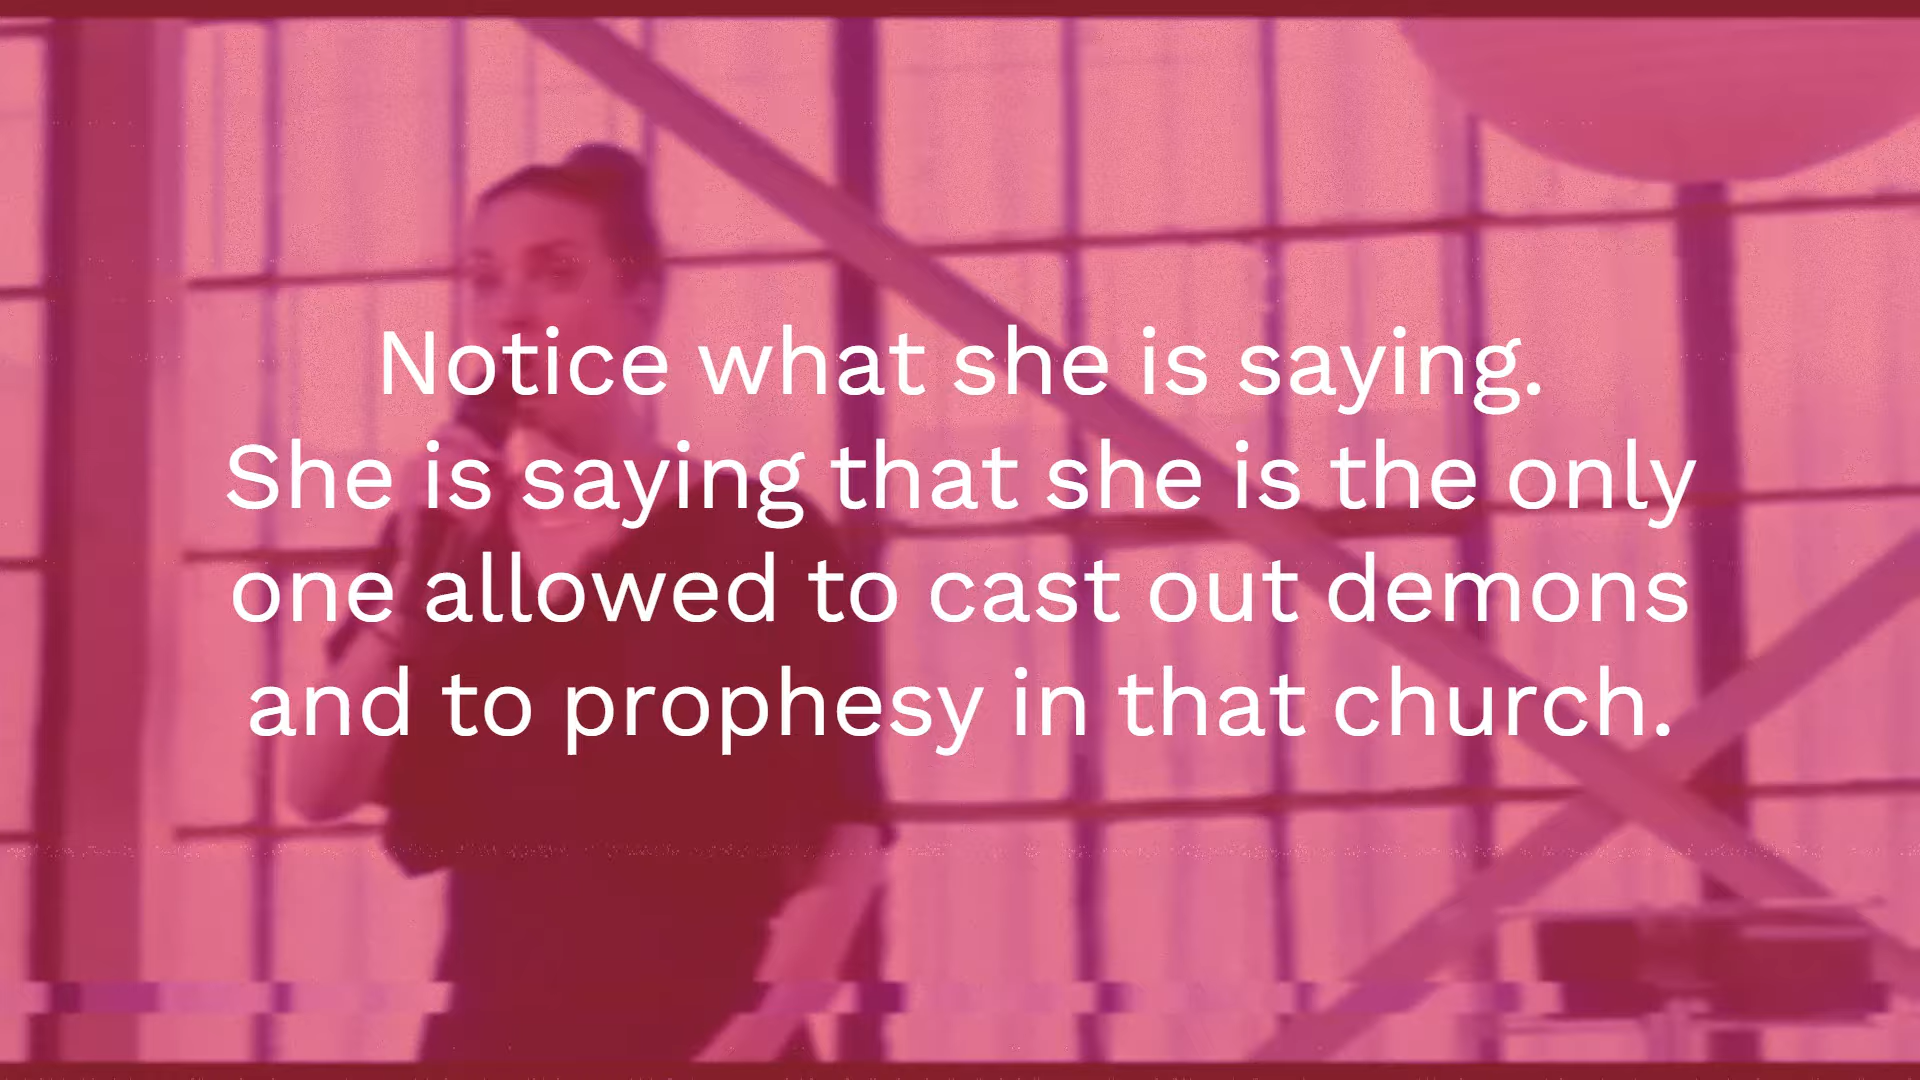 Notice what she is saying.
She is saying that she is the only
one allowed to cast out demons
and to prophesy in that church.